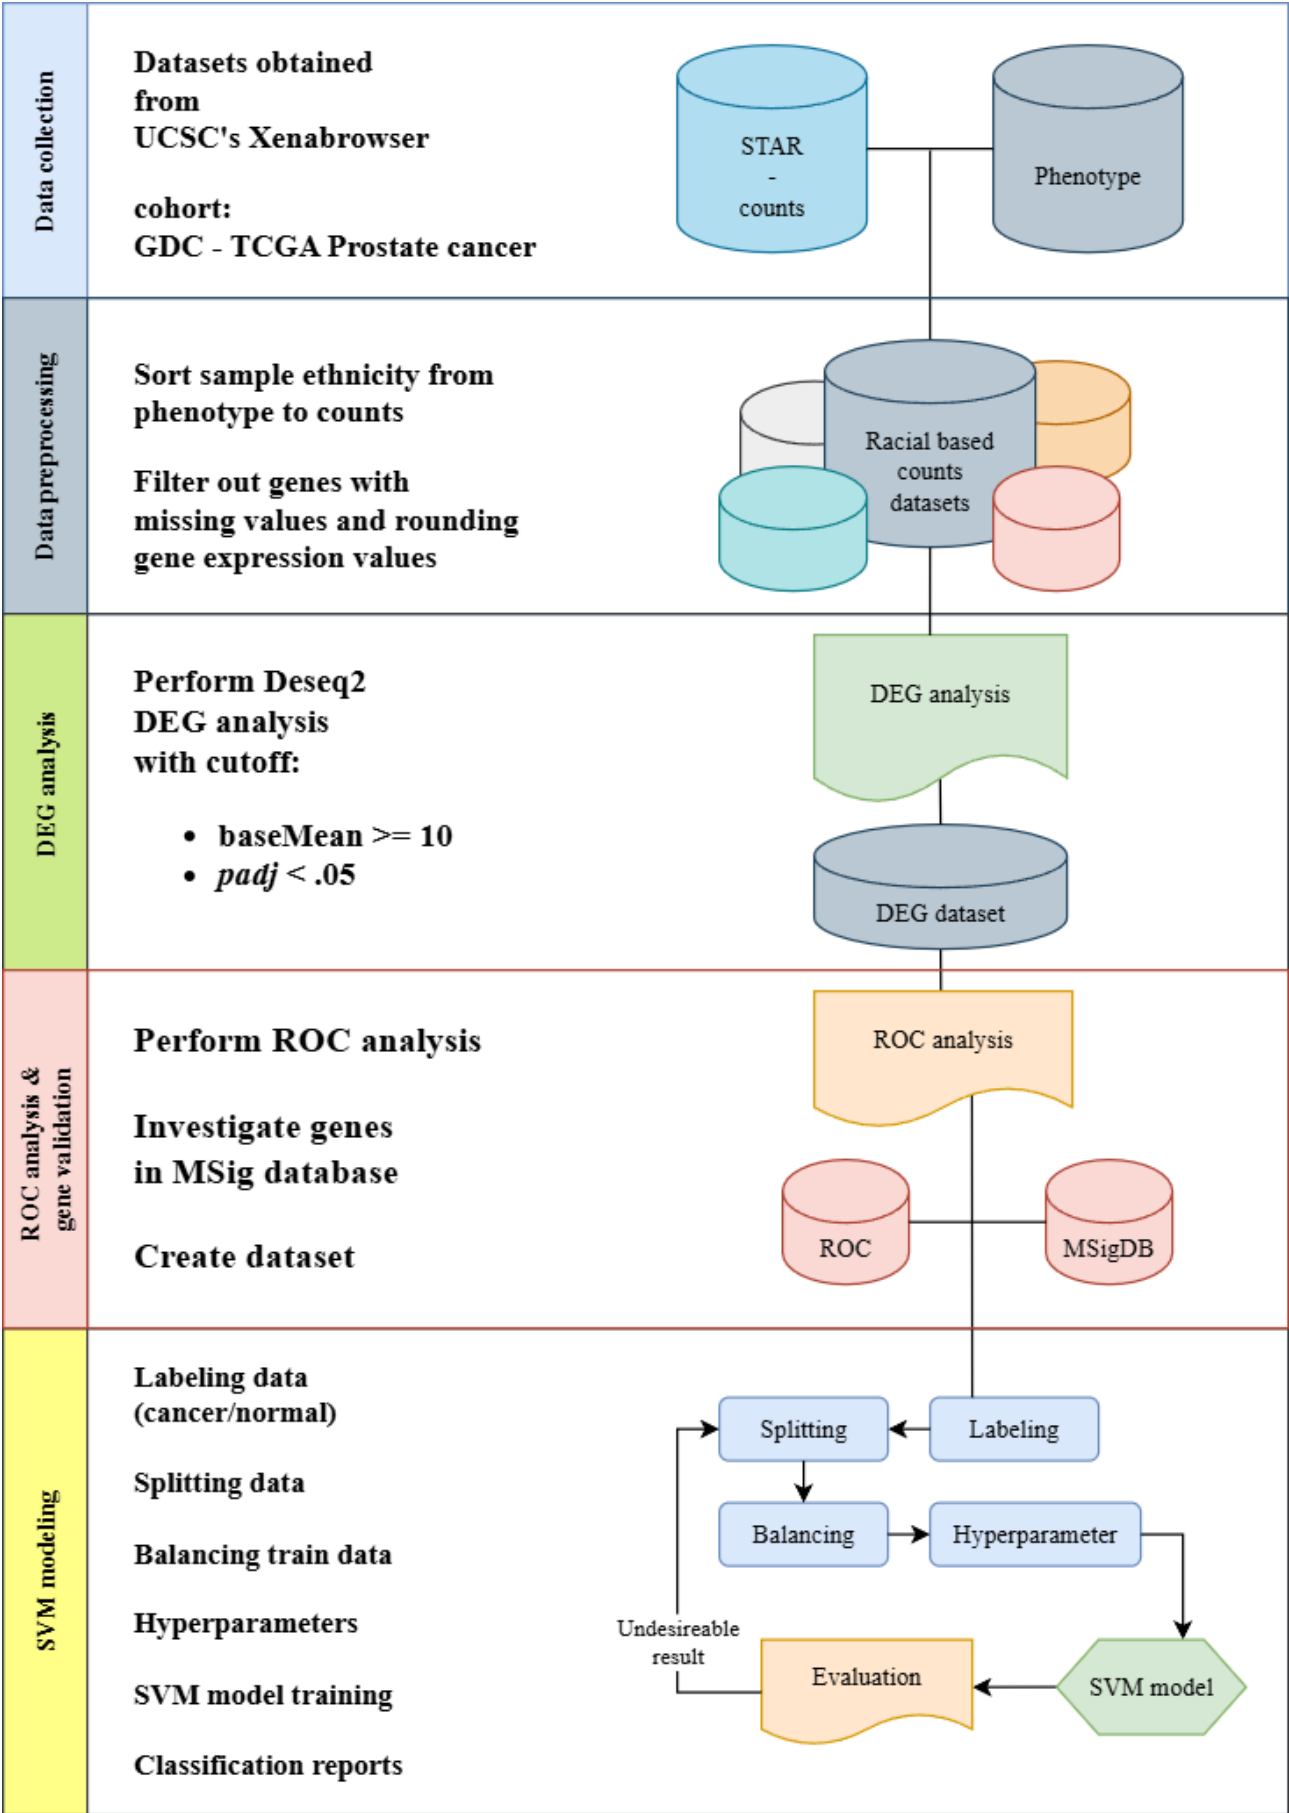 Data collection
Datasets obtained
from
UCSC's Xenabrowser
cohort:
GDC - TCGA Prostate cancer
STAR
-
counts
Phenotype
Data preprocessing
Sort sample ethnicity from
phenotype to counts
Filter out genes with
missing values and rounding
gene expression values
Racial based
counts
datasets
DEG analysis
Perform Deseq2
DEG analysis
with cutoff:
• baseMean >= 10
• padj < .05
DEG analysis
DEG dataset
ROC analysis &
gene validation
Perform ROC analysis
Investigate genes
in MSig database
Create dataset
ROC analysis
ROC
MSigDB
SVM modeling
Labeling data
(cancer/normal)
Splitting data
Balancing train data
Hyperparameters
SVM model training
Classification reports
Splitting
Labeling
Balancing
Hyperparameter
Undesireable
result
Evaluation
SVM model